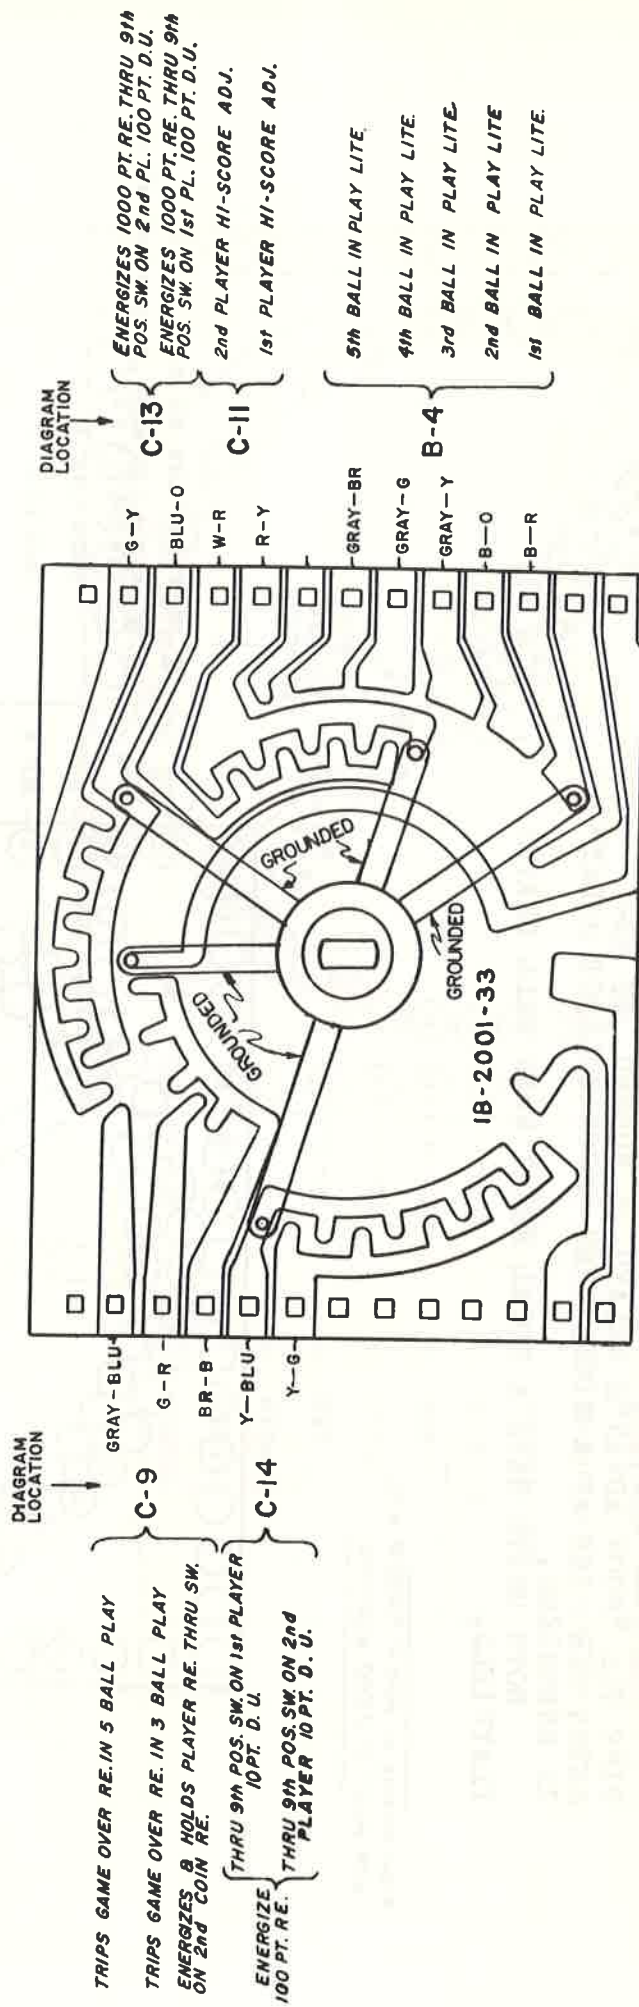 DIAGRAM
LOCATION
TRIPS GAME OVER RE. IN 5 BALL PLAY
TRIPS GAME OVER RE. IN 3 BALL PLAY
ENERGIZES & HOLDS PLAYER RE. THRU SW.
ON 2nd COIN RE.
C-9
ENERGIZE
100 PT. RE.
THRU 9th POS. SW. ON 1st PLAYER
10 PT. D. U.
THRU 9th POS. SW. ON 2nd
PLAYER 10 PT. D. U.
C-14
GRAY-BLU
G-R
BR-B
Y-BLU
Y-G
GROUNDED
GROUNDED
GROUNDED
1B-2001-33
G-Y
BLU-O
W-R
R-Y
GRAY-BR
GRAY-G
GRAY-Y
B-O
B-R
DIAGRAM
LOCATION
C-13
ENERGIZES 1000 PT. RE. THRU 9th
POS. SW. ON 2nd PL. 100 PT. D.U.
ENERGIZES 1000 PT. RE. THRU 9th
POS. SW. ON 1st PL. 100 PT. D.U.
C-11
2nd PLAYER HI-SCORE ADJ.
1st PLAYER HI-SCORE ADJ.
B-4
5th BALL IN PLAY LITE.
4th BALL IN PLAY LITE.
3rd BALL IN PLAY LITE.
2nd BALL IN PLAY LITE
1st BALL IN PLAY LITE.